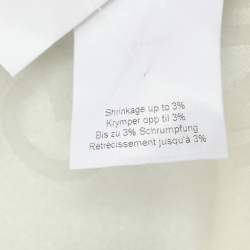 Shrinkage up to 3%
Krymper opp til 3%
Bis zu 3% Schrumpfung
Rétrécissement jusqu'à 3%